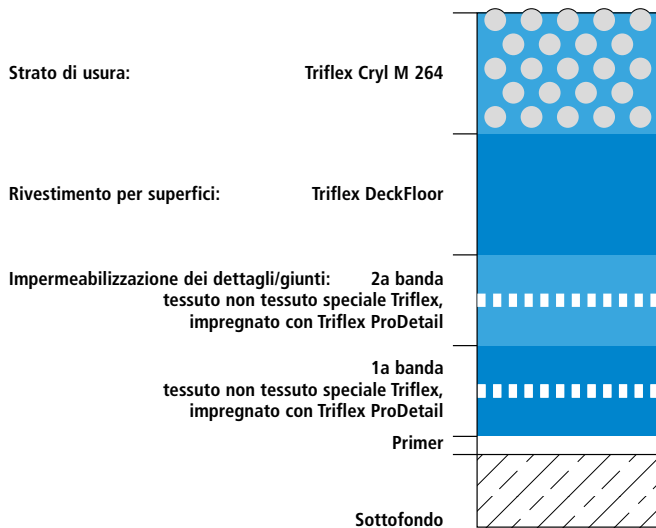 Strato di usura: Triflex Cryl M 264
Rivestimento per superfici: Triflex DeckFloor
Impermeabilizzazione dei dettagli/giunti: 2a banda
tessuto non tessuto speciale Triflex,
impregnato con Triflex ProDetail
1a banda
tessuto non tessuto speciale Triflex,
impregnato con Triflex ProDetail
Primer
Sottofondo